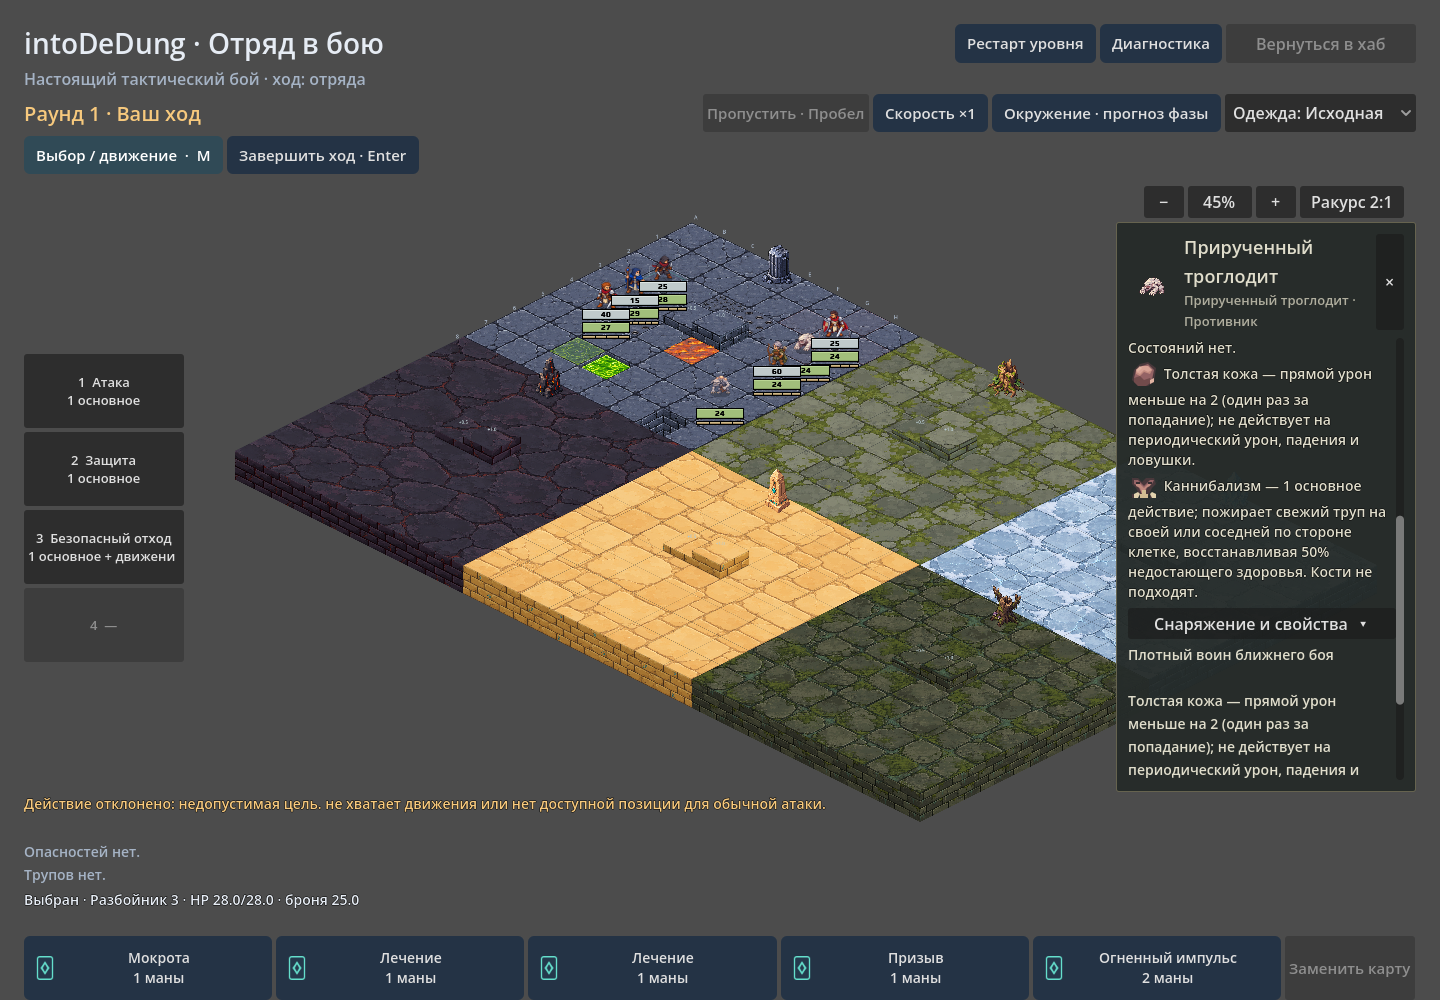 intoDeDung · Отряд в бою
Рестарт уровня
Диагностика
Вернуться в хаб
Настоящий тактический бой · ход: отряда
Раунд 1 · Ваш ход
Пропустить · Пробел
Скорость ×1
Окружение · прогноз фазы
Одежда: Исходная
Выбор / движение · M
Завершить ход · Enter
− 45% + Ракурс 2:1
Прирученный
троглодит
×
Прирученный троглодит ·
Противник
Состояний нет.
Толстая кожа — прямой урон
меньше на 2 (один раз за
попадание); не действует на
периодический урон, падения и
ловушки.
Каннибализм — 1 основное
действие; пожирает свежий труп на
своей или соседней по стороне
клетке, восстанавливая 50%
недостающего здоровья. Кости не
подходят.
Снаряжение и свойства ▾
Плотный воин ближнего боя
Толстая кожа — прямой урон
меньше на 2 (один раз за
попадание); не действует на
периодический урон, падения и
25
15 28
40 29
27
25
24
60 24
24
24
1 Атака
1 основное
2 Защита
1 основное
3 Безопасный отход
1 основное + движени
4 —
Действие отклонено: недопустимая цель. не хватает движения или нет доступной позиции для обычной атаки.
Опасностей нет.
Трупов нет.
Выбран · Разбойник 3 · HP 28.0/28.0 · броня 25.0
Мокрота
1 маны
Лечение
1 маны
Лечение
1 маны
Призыв
1 маны
Огненный импульс
2 маны
Заменить карту